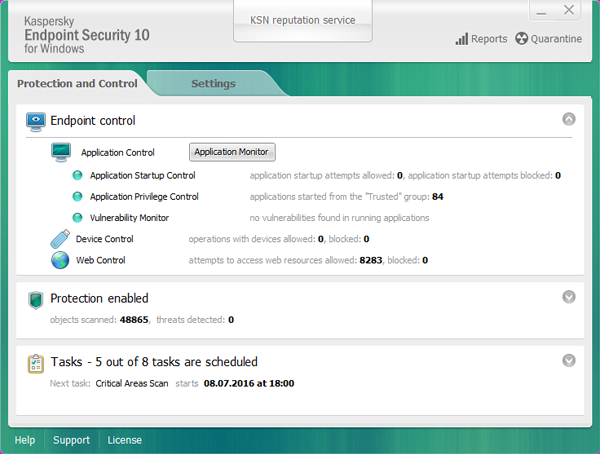 Kaspersky
Endpoint Security 10
for Windows
KSN reputation service
Reports
Quarantine
Protection and Control
Settings
Endpoint control
Application Control
Application Monitor
Application Startup Control application startup attempts allowed: 0, application startup attempts blocked: 0
Application Privilege Control applications started from the "Trusted" group: 84
Vulnerability Monitor no vulnerabilities found in running applications
Device Control operations with devices allowed: 0, blocked: 0
Web Control attempts to access web resources allowed: 8283, blocked: 0
Protection enabled
objects scanned: 48865, threats detected: 0
Tasks - 5 out of 8 tasks are scheduled
Next task: Critical Areas Scan starts 08.07.2016 at 18:00
Help Support License